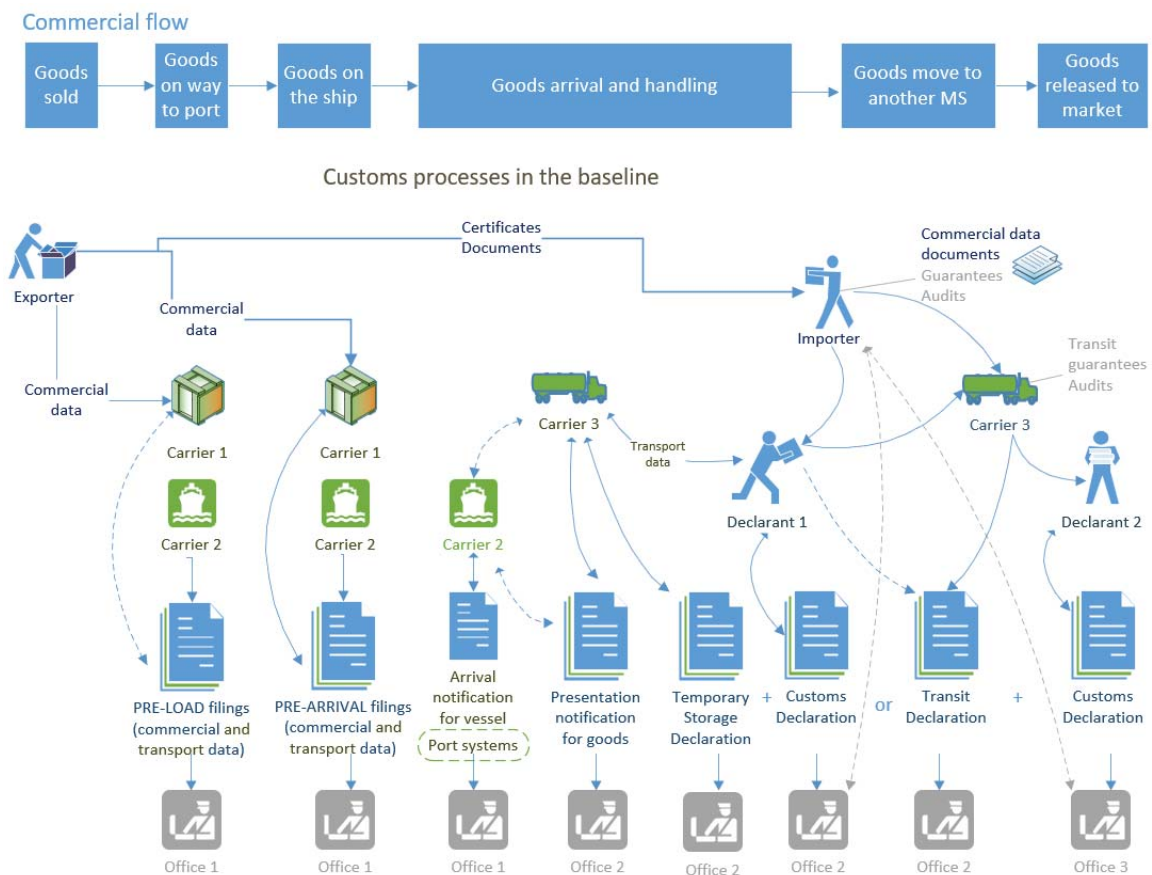 Commercial flow
Goods
sold
Goods
on way
to port
Goods on
the ship
Goods arrival and handling
Goods move to
another MS
Goods
released to
market
Customs processes in the baseline
Exporter
Certificates
Documents
Commercial data
documents
Guarantees
Audits
Importer
Commercial
data
Commercial
data
Transit
guarantees
Audits
Carrier 1
Carrier 1
Carrier 3
Transport
data
Carrier 3
Carrier 2
Carrier 2
Carrier 2
Declarant 1
Declarant 2
PRE-LOAD filings
(commercial and
transport data)
PRE-ARRIVAL filings
(commercial and
transport data)
Arrival
notification
for vessel
Port systems
Presentation
notification
for goods
Temporary
Storage
Declaration
+
Customs
Declaration
or
Transit
Declaration
+
Customs
Declaration
Office 1
Office 1
Office 1
Office 2
Office 2
Office 2
Office 2
Office 3